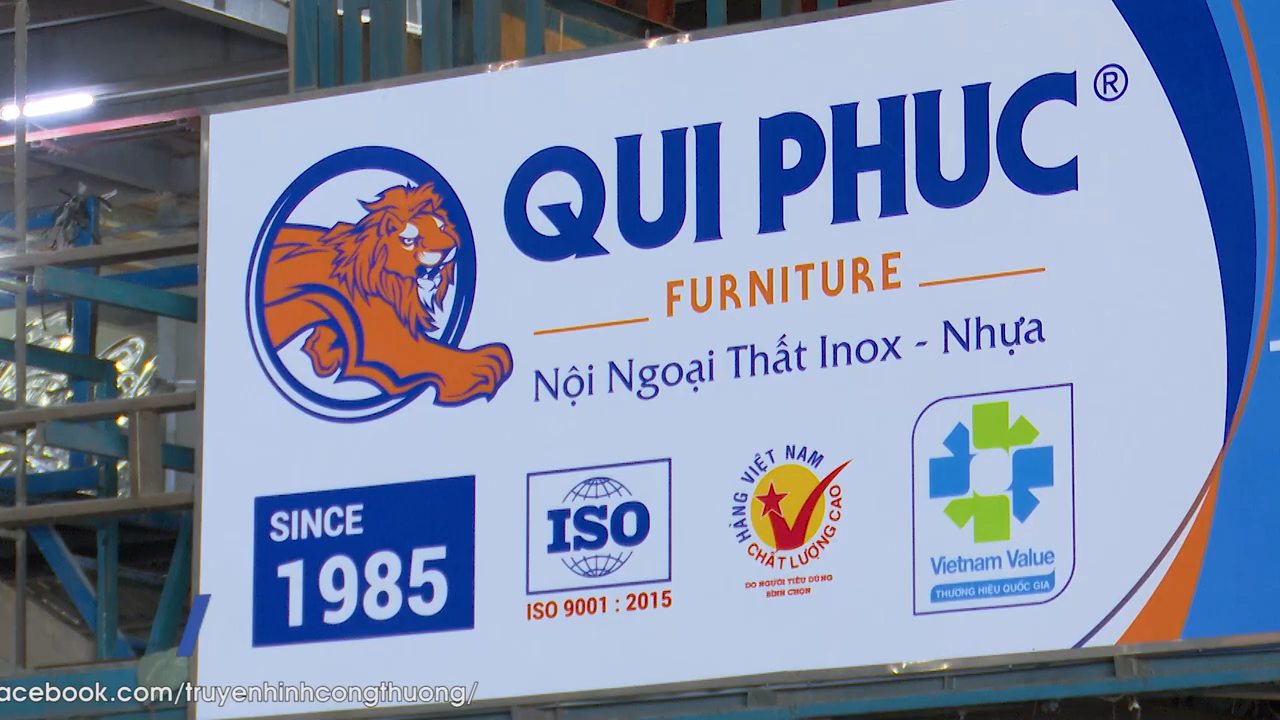 QUI PHUC ®
FURNITURE
Nội Ngoại Thất Inox - Nhựa
SINCE
1985
ISO
ISO 9001 : 2015
HÀNG VIỆT NAM
CHẤT LƯỢNG CAO
DO NGƯỜI TIÊU DÙNG
BÌNH CHỌN
Vietnam Value
THƯƠNG HIỆU QUỐC GIA
acebook.com/truyenhinhcongthuong/